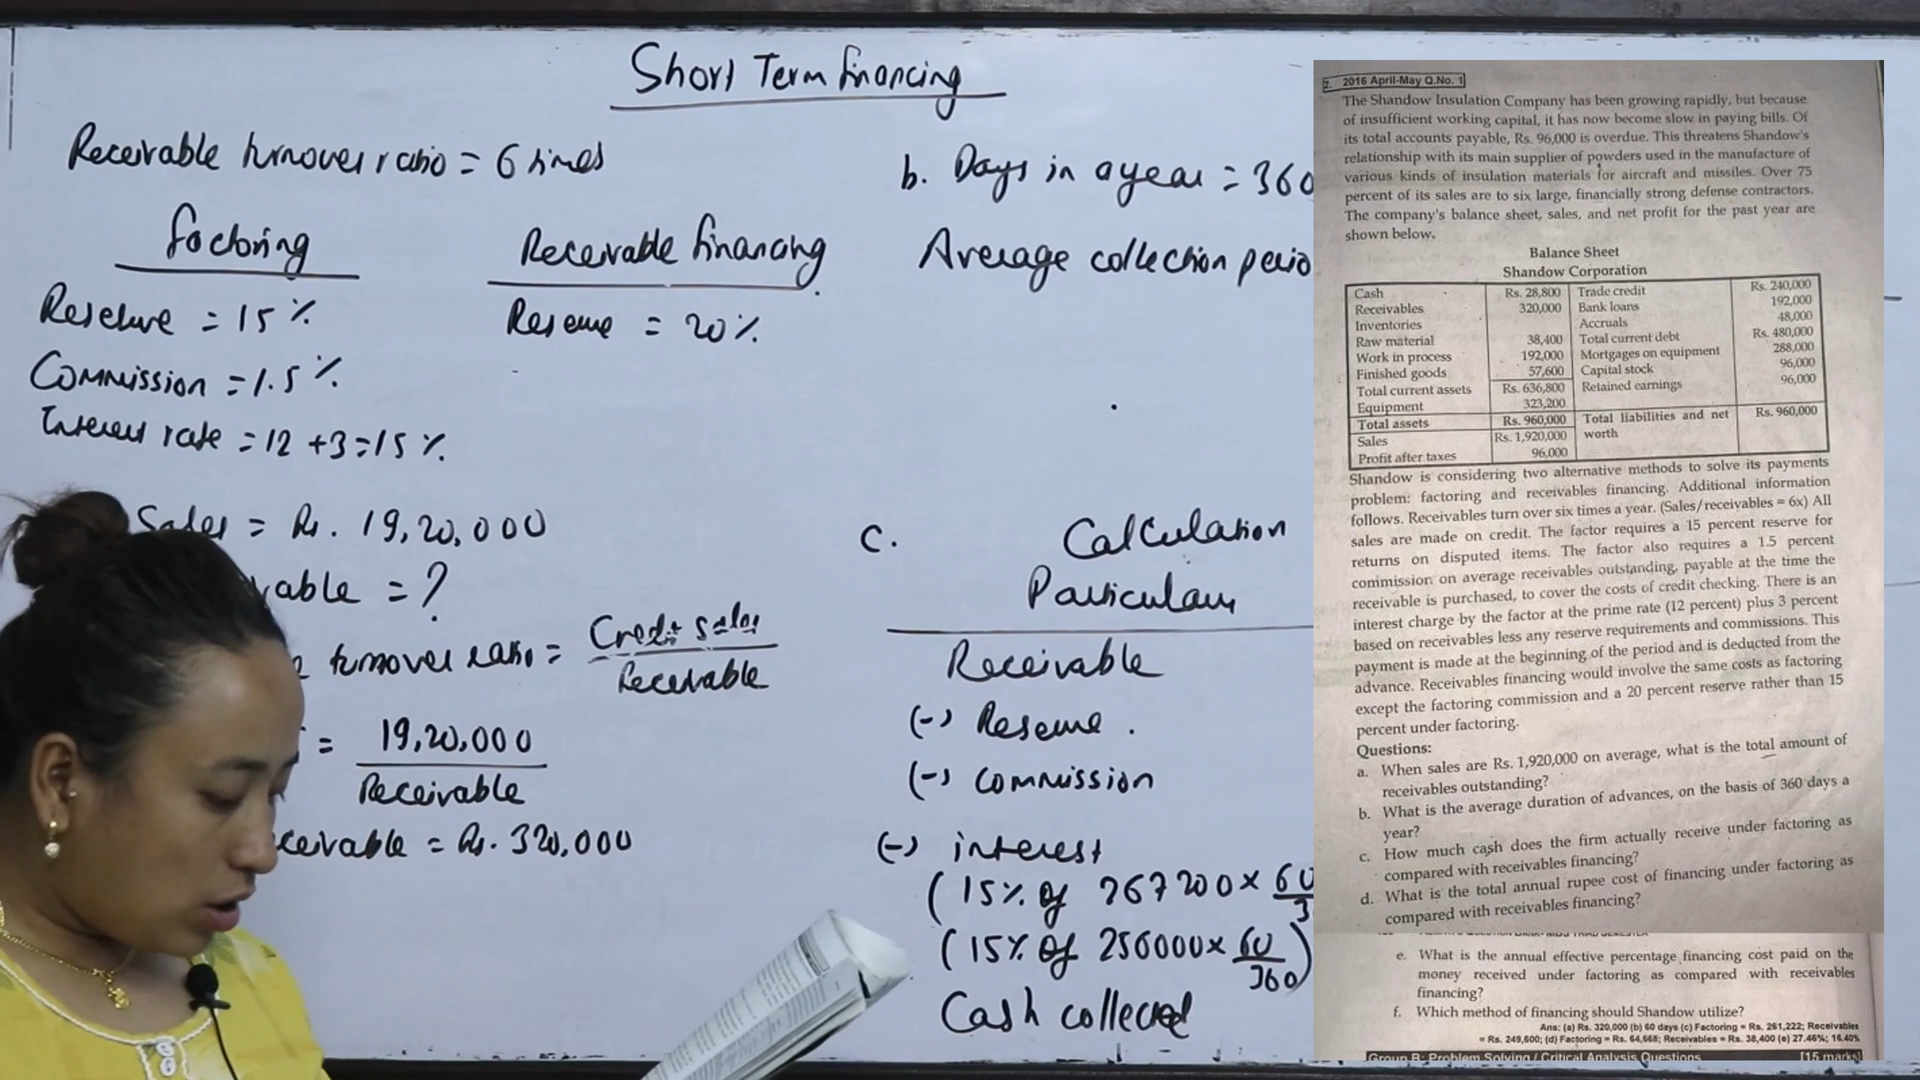 Short Term financing
Receivable turnover ratio = 6 times
factoring
Reserve = 15 %
Commission = 1.5 %
Interest rate = 12 + 3 = 15 %
Receivable financing
Reserve = 20 %
Sales = Rs. 19,20,000
vable = ?
turnover ratio = Credit sales
Receivable
= 19,20,000
Receivable
ceivable = Rs. 320,000
b. Days in a year = 360
Average collection perio
c. Calculation
Particulars
Receivable
(-) Reserve
(-) Commission
(-) interest
(15% of 267200 × 60
3
(15% of 256000 × 60
360)
Cash collected
2. 2016 April-May Q.No. 1
The Shandow Insulation Company has been growing rapidly, but because
of insufficient working capital, it has now become slow in paying bills. Of
its total accounts payable, Rs. 96,000 is overdue. This threatens Shandow's
relationship with its main supplier of powders used in the manufacture of
various kinds of insulation materials for aircraft and missiles. Over 75
percent of its sales are to six large, financially strong defense contractors.
The company's balance sheet, sales, and net profit for the past year are
shown below.
Balance Sheet
Shandow Corporation
Cash Rs. 28,800 Trade credit Rs. 240,000
Receivables 320,000 Bank loans 192,000
Inventories Accruals 48,000
Raw material 38,400 Total current debt Rs. 480,000
Work in process 192,000 Mortgages on equipment 288,000
Finished goods 57,600 Capital stock 96,000
Total current assets Rs. 636,800 Retained earnings 96,000
Equipment 323,200
Total assets Rs. 960,000 Total liabilities and net Rs. 960,000
Sales Rs. 1,920,000 worth
Profit after taxes 96,000
Shandow is considering two alternative methods to solve its payments
problem: factoring and receivables financing. Additional information
follows. Receivables turn over six times a year. (Sales/receivables = 6x) All
sales are made on credit. The factor requires a 15 percent reserve for
returns on disputed items. The factor also requires a 1.5 percent
commission on average receivables outstanding, payable at the time the
receivable is purchased, to cover the costs of credit checking. There is an
interest charge by the factor at the prime rate (12 percent) plus 3 percent
based on receivables less any reserve requirements and commissions. This
payment is made at the beginning of the period and is deducted from the
advance. Receivables financing would involve the same costs as factoring
except the factoring commission and a 20 percent reserve rather than 15
percent under factoring.
Questions:
a. When sales are Rs. 1,920,000 on average, what is the total amount of
receivables outstanding?
b. What is the average duration of advances, on the basis of 360 days a
year?
c. How much cash does the firm actually receive under factoring as
compared with receivables financing?
d. What is the total annual rupee cost of financing under factoring as
compared with receivables financing?
e. What is the annual effective percentage financing cost paid on the
money received under factoring as compared with receivables
financing?
f. Which method of financing should Shandow utilize?
Ans: (a) Rs. 320,000 (b) 60 days (c) Factoring = Rs. 261,222; Receivables
= Rs. 249,600; (d) Factoring = Rs. 64,668; Receivables = Rs. 38,400 (e) 27.46%; 16.40%
Group B: Problem Solving / Critical Analysis Questions [15 marks]